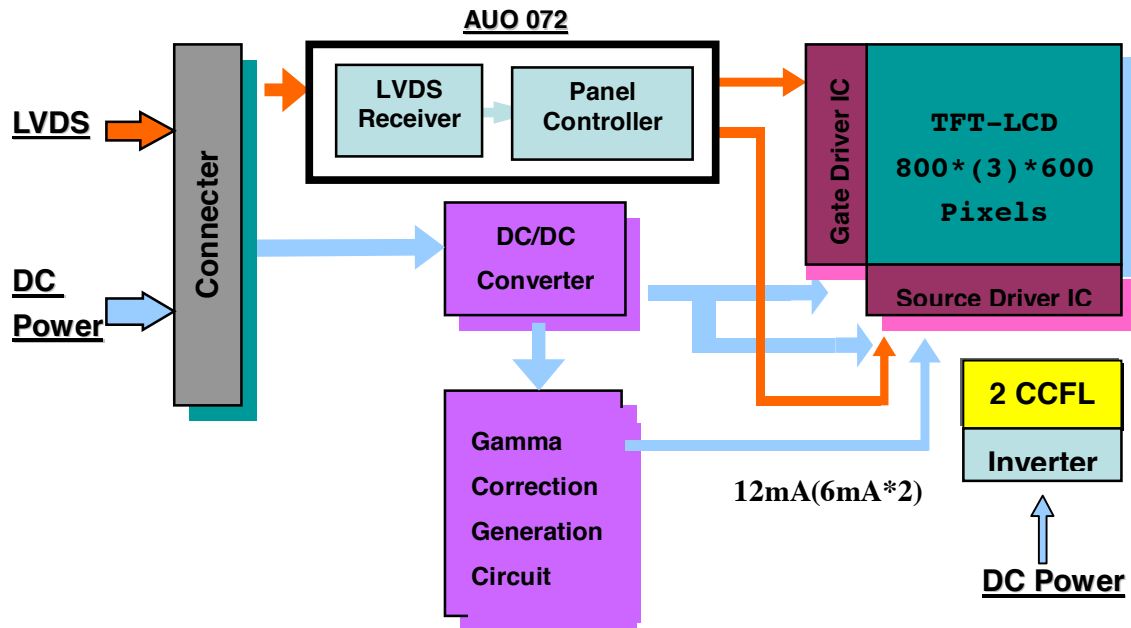 AUO 072
LVDS
DC
Power
Connecter
LVDS
Receiver
Panel
Controller
Gate Driver IC
TFT-LCD
800*(3)*600
Pixels
Source Driver IC
DC/DC
Converter
Gamma
Correction
Generation
Circuit
12mA(6mA*2)
2 CCFL
Inverter
DC Power